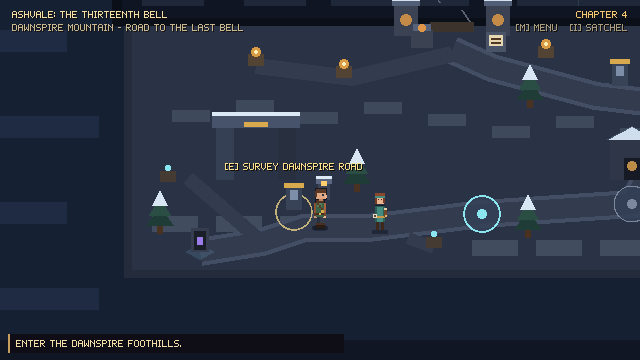 ASHVALE: THE THIRTEENTH BELL
CHAPTER 4
DAWNSPIRE MOUNTAIN - ROAD TO THE LAST BELL
[M] MENU [I] SATCHEL
[E] SURVEY DAWNSPIRE ROAD
ENTER THE DAWNSPIRE FOOTHILLS.